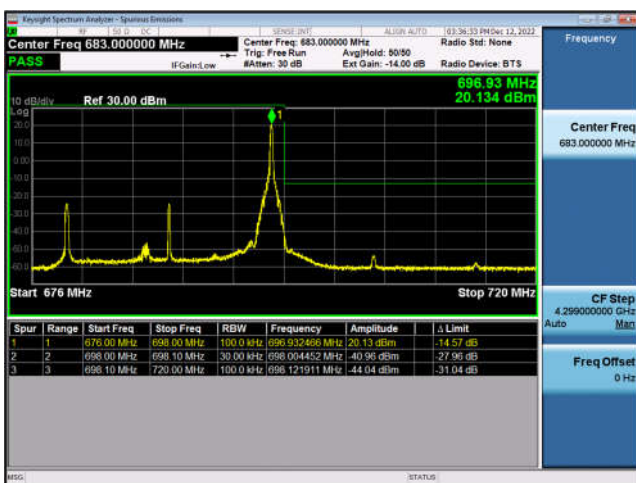 Keysight Spectrum Analyzer - Spurious Emissions
RF 50 Ω DC SENSE:INT ALIGN AUTO 03:36:33 PM Dec 12, 2022
Center Freq 683.000000 MHz Center Freq: 683.000000 MHz Radio Std: None Frequency
Trig: Free Run Avg|Hold: 50/50
PASS IFGain:Low #Atten: 30 dB Ext Gain: -14.00 dB Radio Device: BTS
696.93 MHz
10 dB/div Ref 30.00 dBm 20.134 dBm
Log
1
20.0
10.0
0.00
-10.0
-20.0
-30.0
-40.0
-50.0
-60.0
Start 676 MHz Stop 720 MHz
Center Freq
683.000000 MHz
CF Step
4.299000000 GHz
Auto Man
Freq Offset
0 Hz
Spur Range Start Freq Stop Freq RBW Frequency Amplitude Δ Limit
1 1 676.00 MHz 698.00 MHz 100.0 kHz 696.932466 MHz 20.13 dBm -14.57 dB
2 2 698.00 MHz 698.10 MHz 30.00 kHz 698.004452 MHz -40.96 dBm -27.96 dB
3 3 698.10 MHz 720.00 MHz 100.0 kHz 698.121911 MHz -44.04 dBm -31.04 dB
MSG STATUS